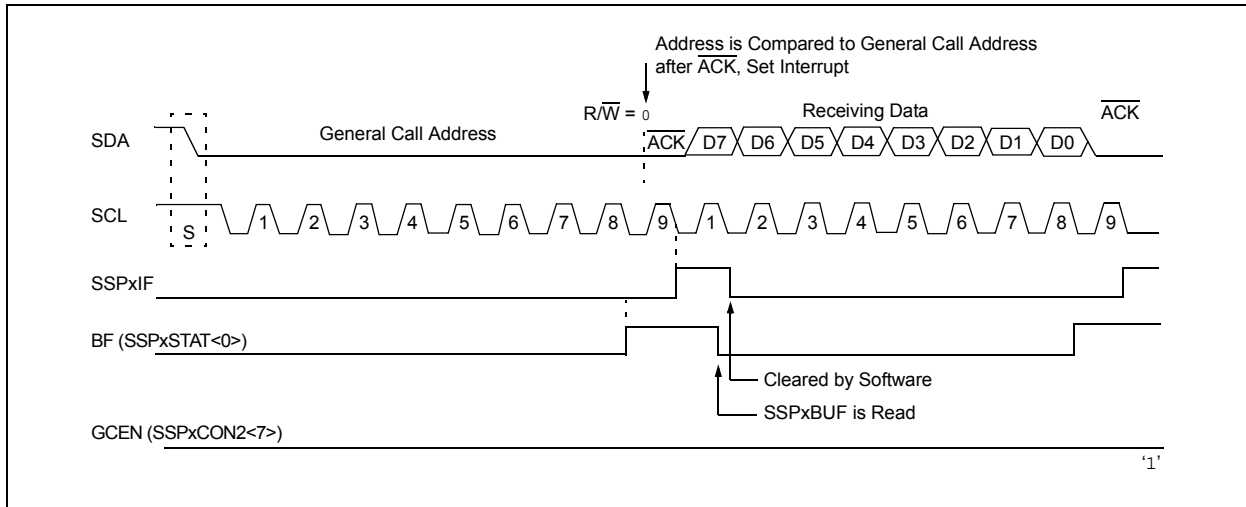 Address is Compared to General Call Address
after ACK, Set Interrupt
R/W = 0
Receiving Data
ACK
SDA
General Call Address
ACK D7 D6 D5 D4 D3 D2 D1 D0
SCL
S
1 2 3 4 5 6 7 8 9 1 2 3 4 5 6 7 8 9
SSPxIF
BF (SSPxSTAT<0>)
Cleared by Software
SSPxBUF is Read
GCEN (SSPxCON2<7>)
‘1’